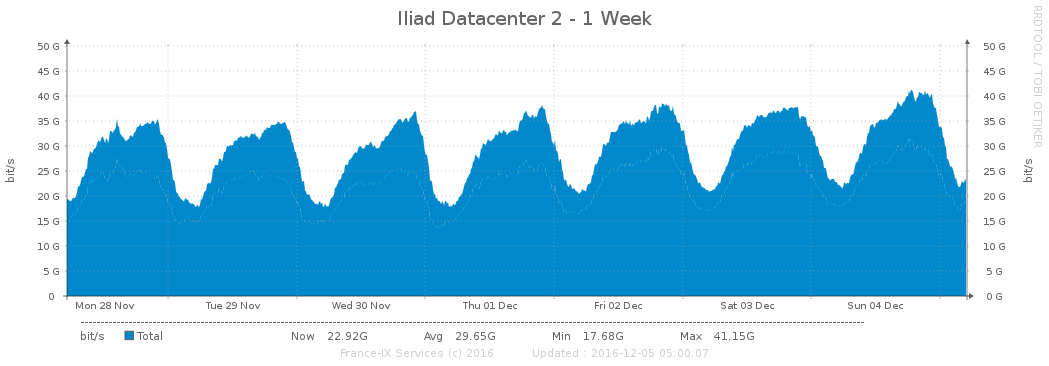 Iliad Datacenter 2 - 1 Week
RRDTOOL / TOBI OETIKER
50 G 50 G
45 G 45 G
40 G 40 G
35 G 35 G
30 G 30 G
25 G 25 G
20 G 20 G
15 G 15 G
10 G 10 G
5 G 5 G
0 0 G
bit/s
bit/s
Mon 28 Nov Tue 29 Nov Wed 30 Nov Thu 01 Dec Fri 02 Dec Sat 03 Dec Sun 04 Dec
bit/s Total Now 22.92G Avg 29.65G Min 17.68G Max 41.15G
France-IX Services (c) 2016 Updated : 2016-12-05 05:00:07